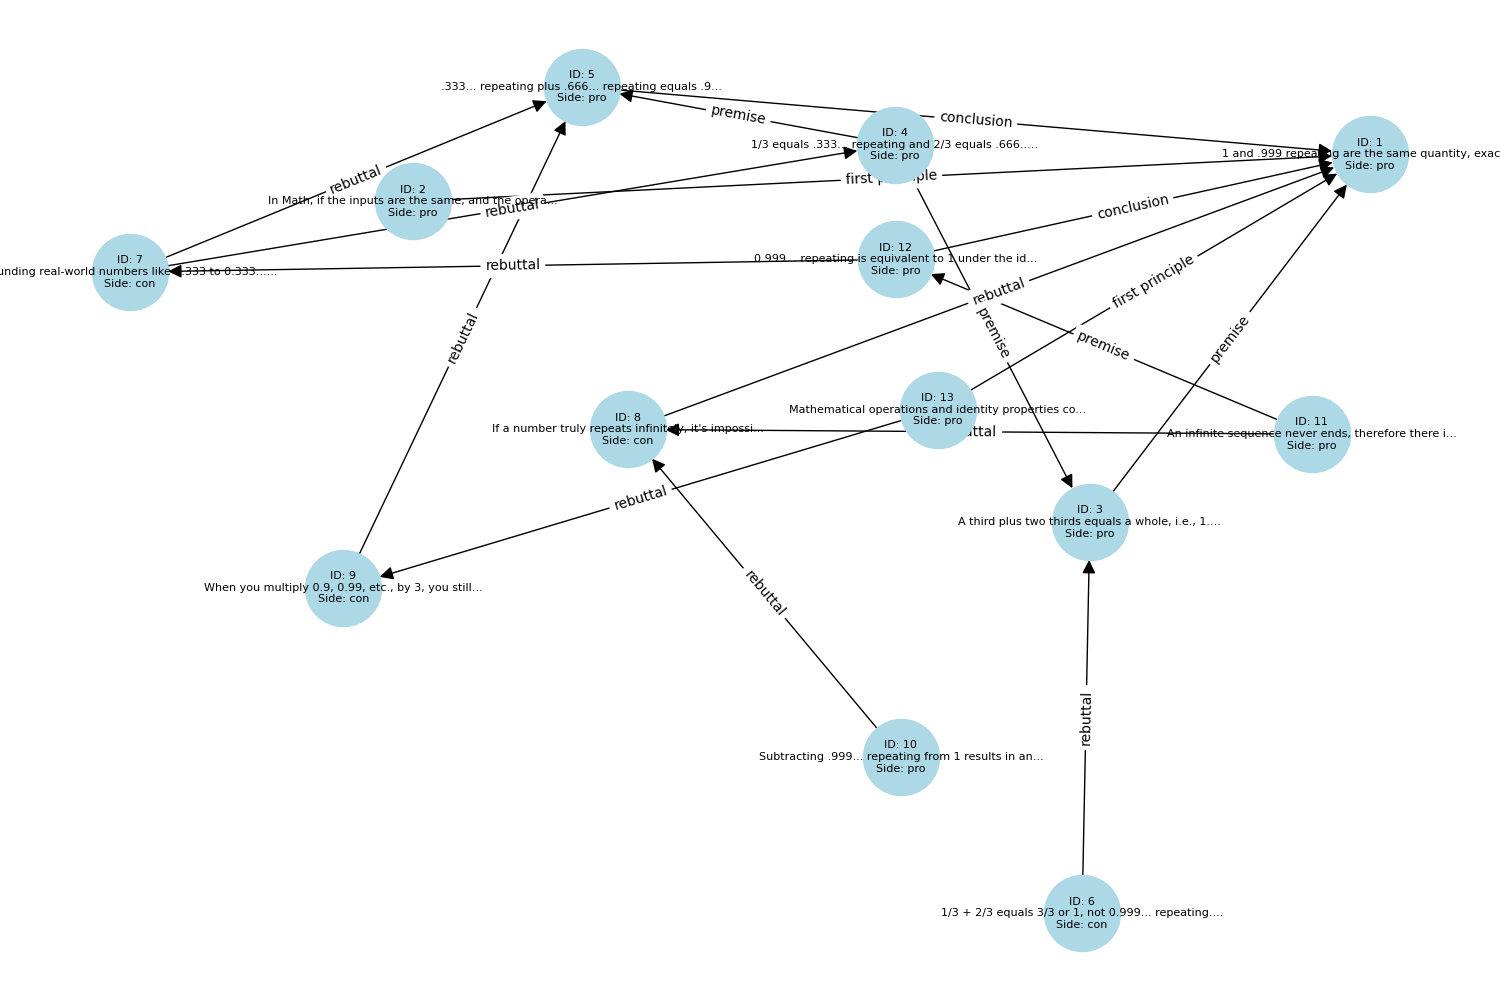 ID: 5
.333... repeating plus .666... repeating equals .9...
Side: pro
premise
conclusion
ID: 4
1/3 equals .333... repeating and 2/3 equals .666.....
Side: pro
ID: 1
1 and .999 repeating are the same quantity, exac
Side: pro
rebuttal
first principle
ID: 2
In Math, if the inputs are the same, and the opera...
Side: pro
rebuttal
conclusion
ID: 7
unding real-world numbers like 0.333 to 0.333......
Side: con
rebuttal
ID: 12
0.999... repeating is equivalent to 1 under the id...
Side: pro
rebuttal
first principle
rebuttal
premise
premise
premise
ID: 8
If a number truly repeats infinitely, it's impossi...
Side: con
ID: 13
Mathematical operations and identity properties co...
Side: pro
rebuttal
ID: 11
An infinite sequence never ends, therefore there i...
Side: pro
rebuttal
ID: 3
A third plus two thirds equals a whole, i.e., 1....
Side: pro
ID: 9
When you multiply 0.9, 0.99, etc., by 3, you still...
Side: con
rebuttal
rebuttal
ID: 10
Subtracting .999... repeating from 1 results in an...
Side: pro
ID: 6
1/3 + 2/3 equals 3/3 or 1, not 0.999... repeating....
Side: con